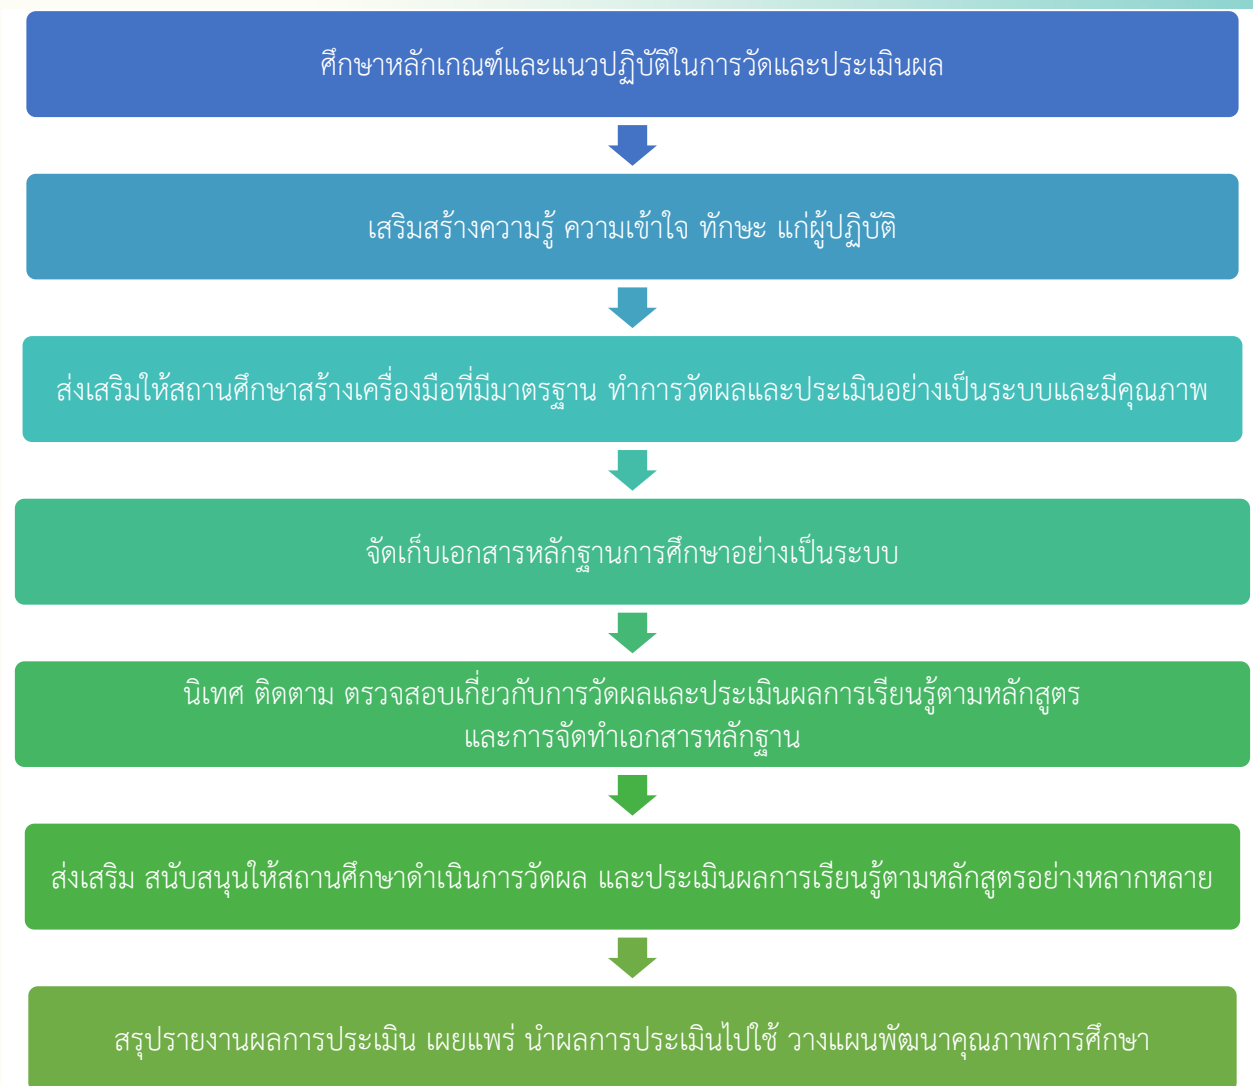 ศึกษาหลักเกณฑ์และแนวปฏิบัติในการวัดและประเมินผล
เสริมสร้างความรู้ ความเข้าใจ ทักษะ แก่ผู้ปฏิบัติ
ส่งเสริมให้สถานศึกษาสร้างเครื่องมือที่มีมาตรฐาน ทำการวัดผลและประเมินอย่างเป็นระบบและมีคุณภาพ
จัดเก็บเอกสารหลักฐานการศึกษาอย่างเป็นระบบ
นิเทศ ติดตาม ตรวจสอบเกี่ยวกับการวัดผลและประเมินผลการเรียนรู้ตามหลักสูตร
และการจัดทำเอกสารหลักฐาน
ส่งเสริม สนับสนุนให้สถานศึกษาดำเนินการวัดผล และประเมินผลการเรียนรู้ตามหลักสูตรอย่างหลากหลาย
สรุปรายงานผลการประเมิน เผยแพร่ นำผลการประเมินไปใช้ วางแผนพัฒนาคุณภาพการศึกษา